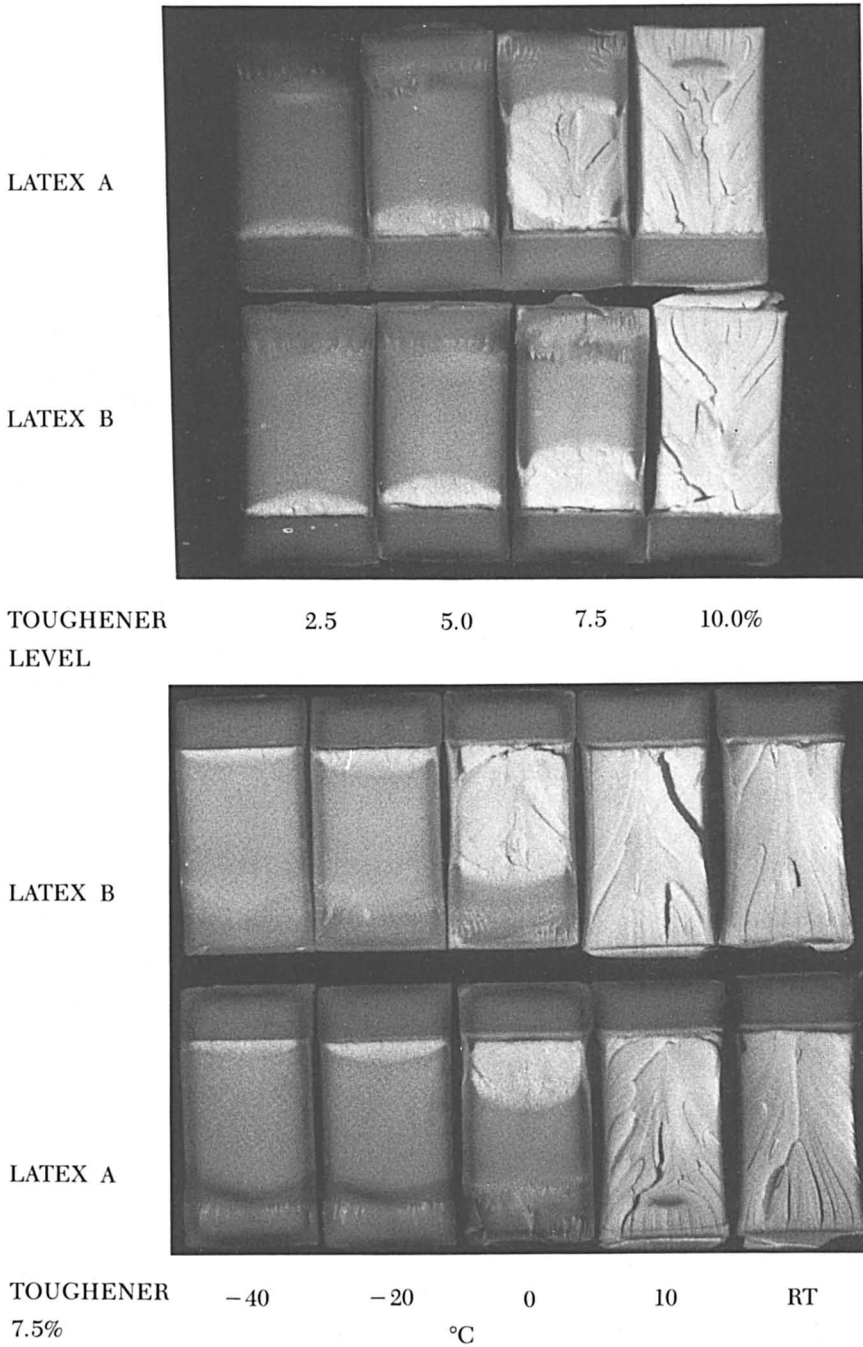 LATEX A
LATEX B
TOUGHENER 2.5 5.0 7.5 10.0%
LEVEL
LATEX B
LATEX A
TOUGHENER −40 −20 0 10 RT
7.5% °C